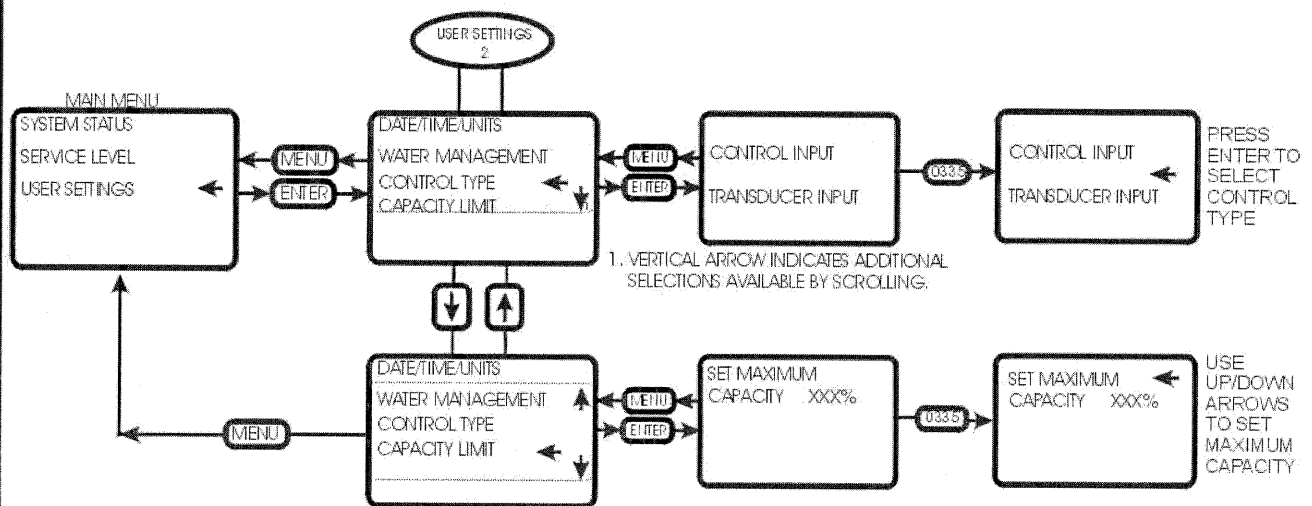 USER SETTINGS
2
MAIN MENU
SYSTEM STATUS
SERVICE LEVEL
USER SETTINGS
MENU
ENTER
DATE/TIME/UNITS
WATER MANAGEMENT
CONTROL TYPE
CAPACITY LIMIT
1
MENU
ENTER
CONTROL INPUT
TRANSDUCER INPUT
0335
CONTROL INPUT
TRANSDUCER INPUT
PRESS
ENTER TO
SELECT
CONTROL
TYPE
1. VERTICAL ARROW INDICATES ADDITIONAL
SELECTIONS AVAILABLE BY SCROLLING.
MENU
DATE/TIME/UNITS
WATER MANAGEMENT
CONTROL TYPE
CAPACITY LIMIT
MENU
ENTER
SET MAXIMUM
CAPACITY XXX%
0335
SET MAXIMUM
CAPACITY XXX%
USE
UP/DOWN
ARROWS
TO SET
MAXIMUM
CAPACITY